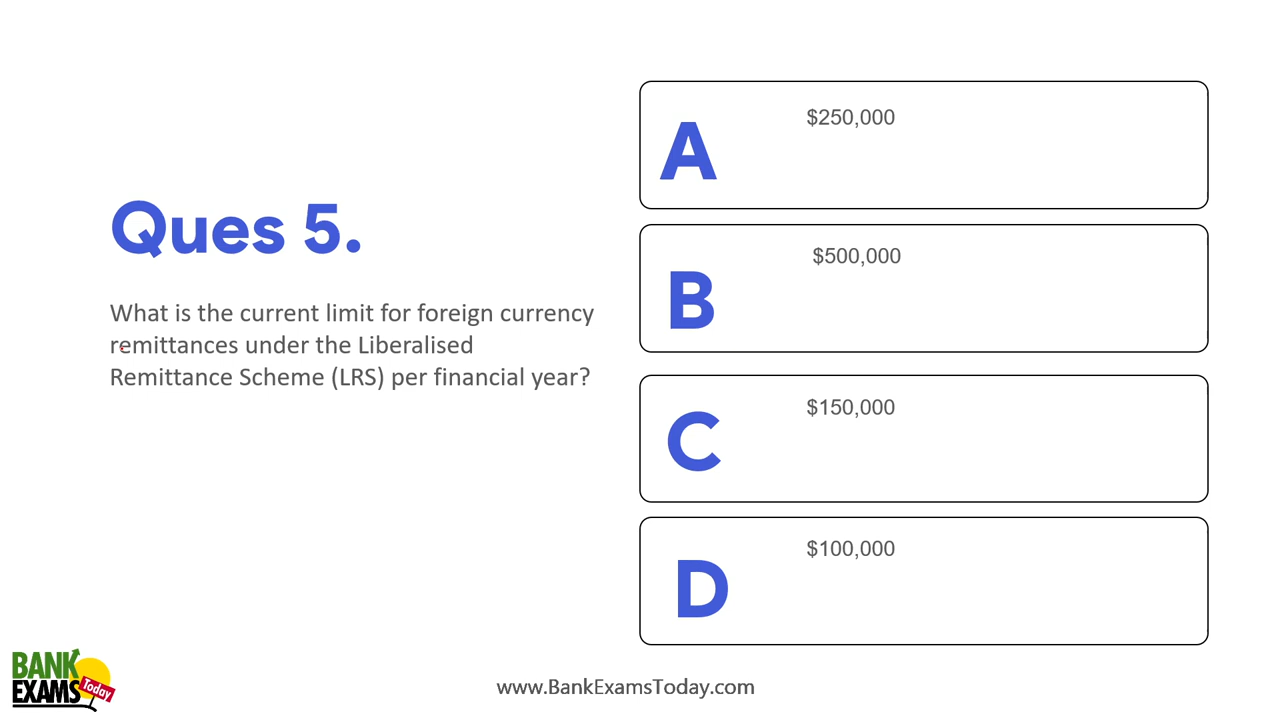 Ques 5.
What is the current limit for foreign currency
remittances under the Liberalised
Remittance Scheme (LRS) per financial year?
A
$250,000
B
$500,000
C
$150,000
D
$100,000
BANK
EXAMS
Today
www.BankExamsToday.com